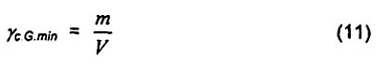 γc G.min = m/V (11)